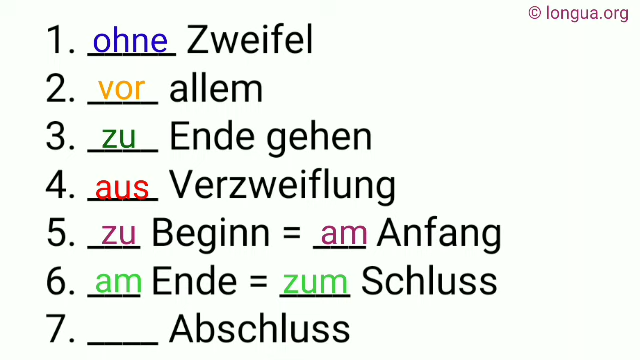 © longua.org
1. ohne Zweifel
2. vor allem
3. zu Ende gehen
4. aus Verzweiflung
5. zu Beginn = am Anfang
6. am Ende = zum Schluss
7. ____ Abschluss